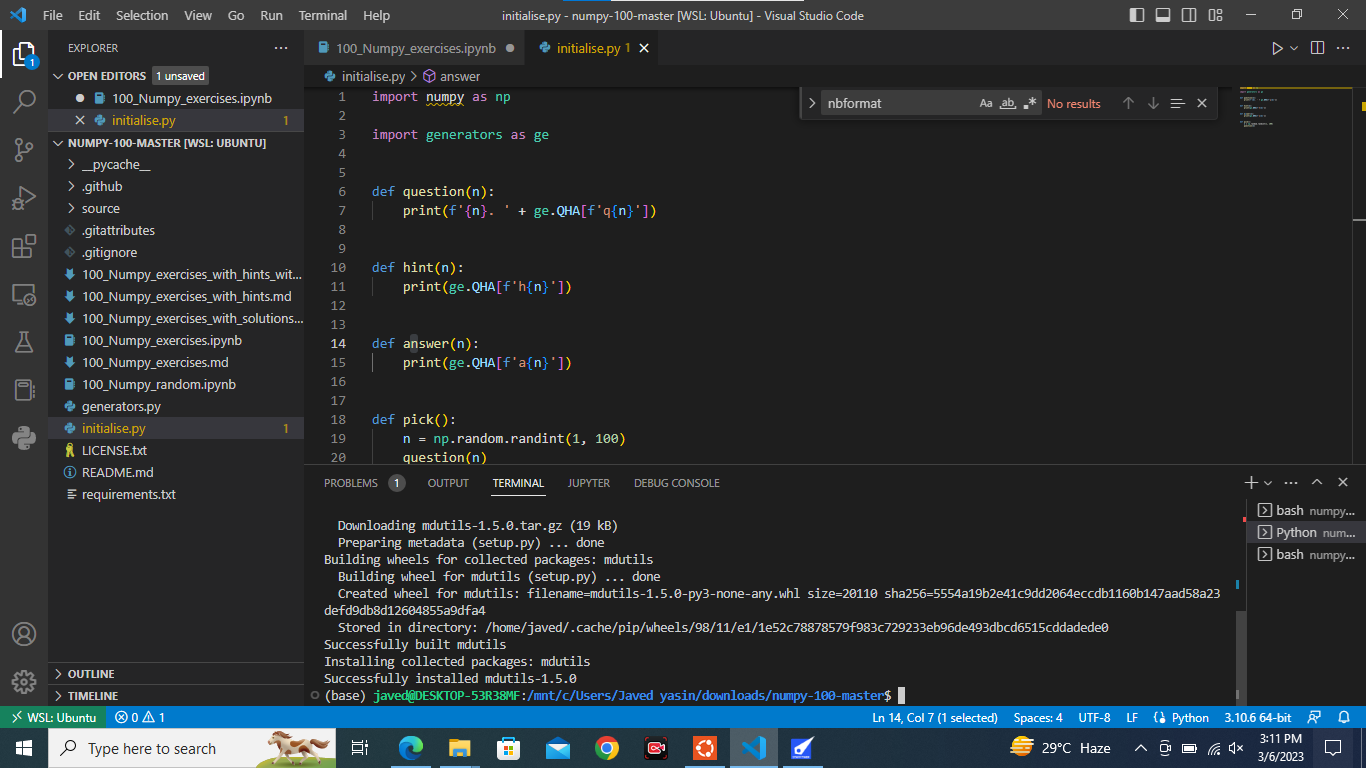 File Edit Selection View Go Run Terminal Help
initialise.py - numpy-100-master [WSL: Ubuntu] - Visual Studio Code
EXPLORER
1
OPEN EDITORS 1 unsaved
100_Numpy_exercises.ipynb
initialise.py 1
NUMPY-100-MASTER [WSL: UBUNTU]
__pycache__
.github
source
.gitattributes
.gitignore
100_Numpy_exercises_with_hints_wit...
100_Numpy_exercises_with_hints.md
100_Numpy_exercises_with_solutions...
100_Numpy_exercises.ipynb
100_Numpy_exercises.md
100_Numpy_random.ipynb
generators.py
initialise.py 1
LICENSE.txt
README.md
requirements.txt
OUTLINE
TIMELINE
100_Numpy_exercises.ipynb initialise.py 1
initialise.py > answer
nbformat Aa ab .* No results
1 import numpy as np
2
3 import generators as ge
4
5
6 def question(n):
7 print(f'{n}. ' + ge.QHA[f'q{n}'])
8
9
10 def hint(n):
11 print(ge.QHA[f'h{n}'])
12
13
14 def answer(n):
15 print(ge.QHA[f'a{n}'])
16
17
18 def pick():
19 n = np.random.randint(1, 100)
20 question(n)
PROBLEMS 1 OUTPUT TERMINAL JUPYTER DEBUG CONSOLE
Downloading mdutils-1.5.0.tar.gz (19 kB)
Preparing metadata (setup.py) ... done
Building wheels for collected packages: mdutils
Building wheel for mdutils (setup.py) ... done
Created wheel for mdutils: filename=mdutils-1.5.0-py3-none-any.whl size=20110 sha256=5554a19b2e41c9dd2064eccdb1160b147aad58a23
defd9db8d12604855a9dfa4
Stored in directory: /home/javed/.cache/pip/wheels/98/11/e1/1e52c78878579f983c729233eb96de493dbcd6515cddadede0
Successfully built mdutils
Installing collected packages: mdutils
Successfully installed mdutils-1.5.0
(base) javed@DESKTOP-53R38MF:/mnt/c/Users/Javed yasin/downloads/numpy-100-master$
bash numpy...
Python num...
bash numpy...
WSL: Ubuntu 0 1
Ln 14, Col 7 (1 selected) Spaces: 4 UTF-8 LF Python 3.10.6 64-bit
Type here to search
29°C Haze
3:11 PM
3/6/2023